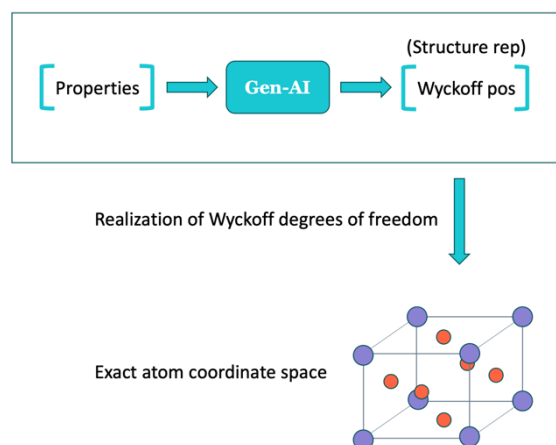 (Structure rep)
Properties
Gen-AI
Wyckoff pos
Realization of Wyckoff degrees of freedom
Exact atom coordinate space